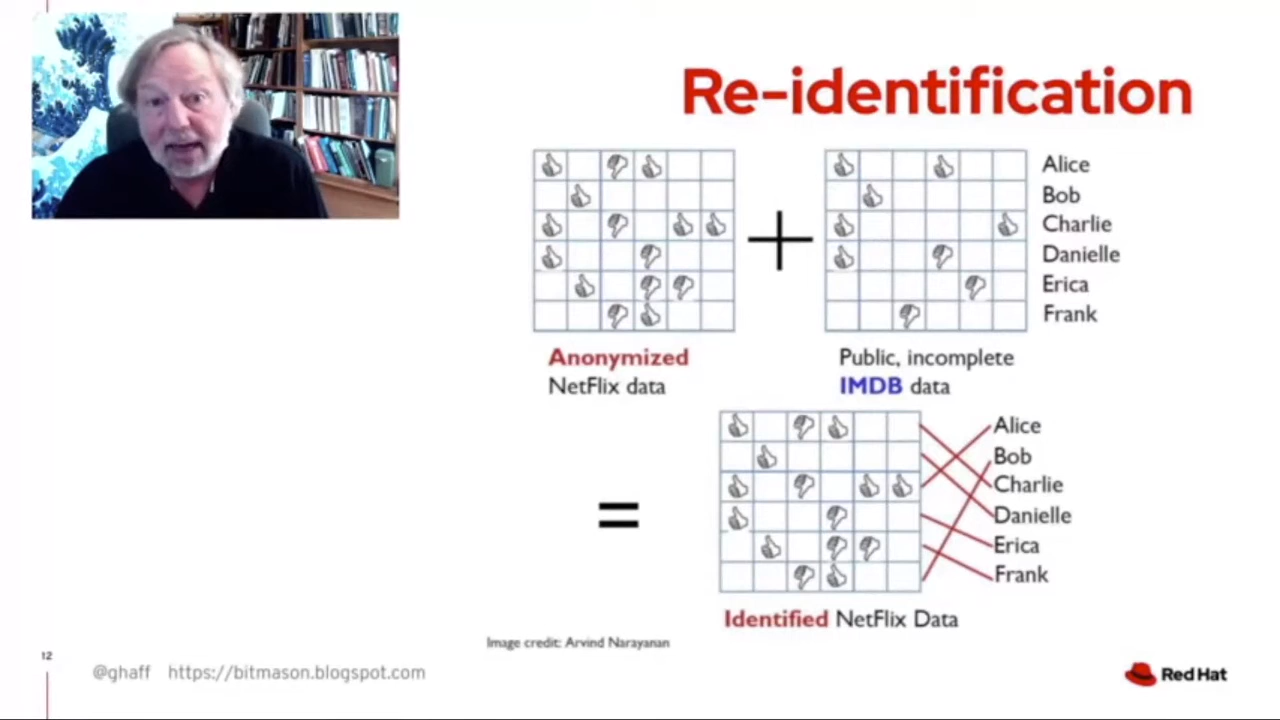 Re-identification
Alice
Bob
Charlie
Danielle
Erica
Frank
Anonymized
NetFlix data
Public, incomplete
IMDB data
Alice
Bob
Charlie
Danielle
Erica
Frank
Identified NetFlix Data
Image credit: Arvind Narayanan
12
@ghaff https://bitmason.blogspot.com
Red Hat